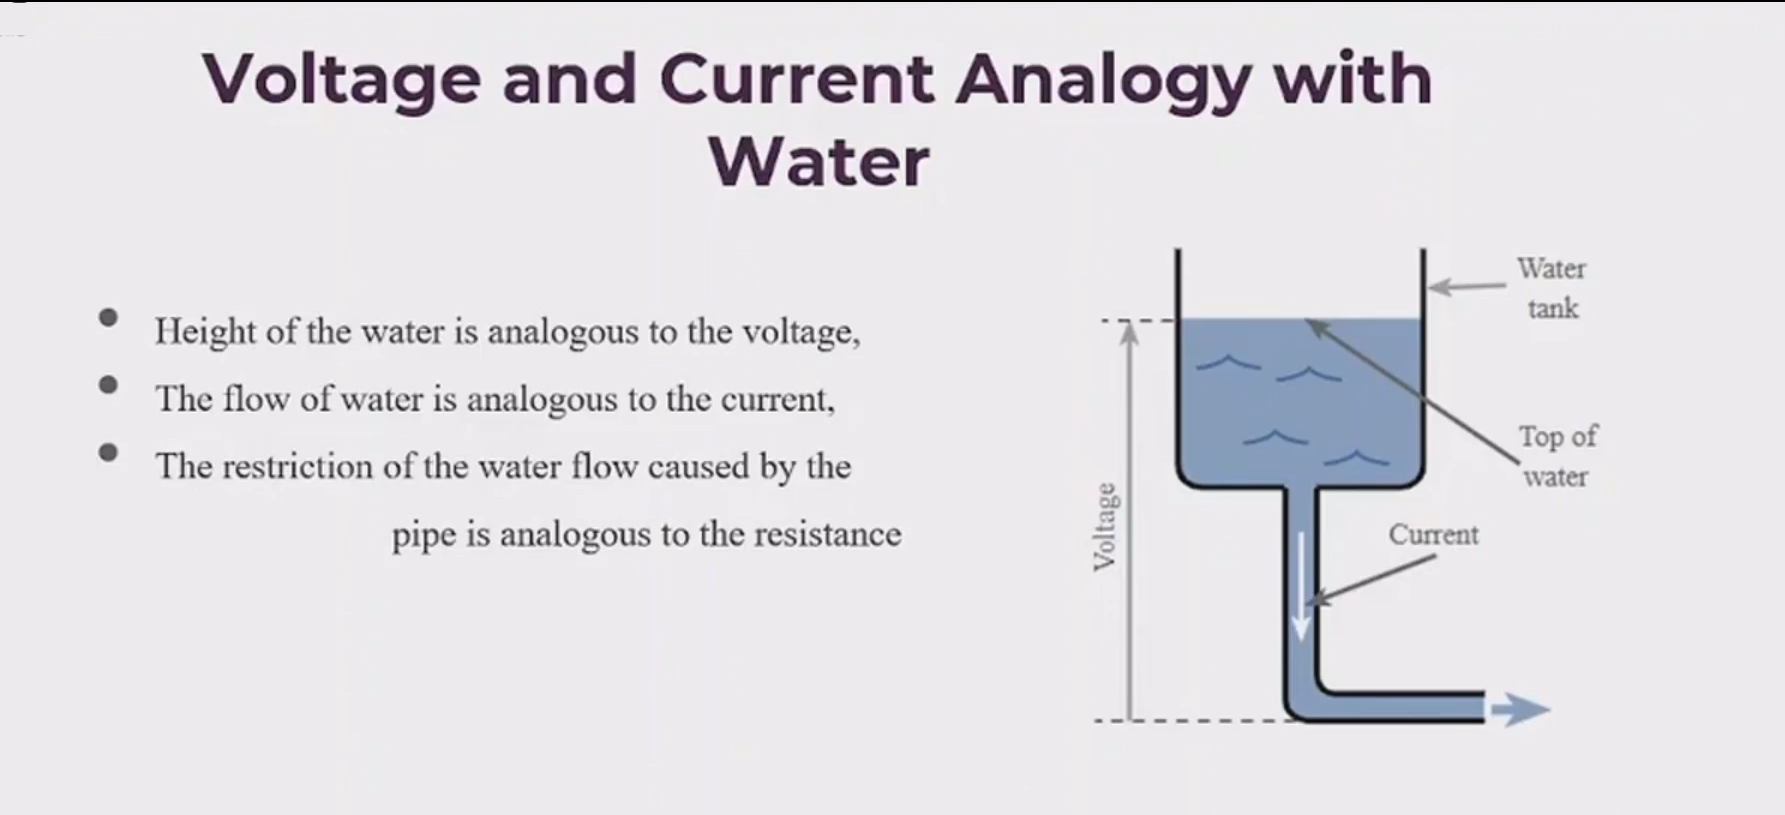 Voltage and Current Analogy with
Water
Height of the water is analogous to the voltage,
The flow of water is analogous to the current,
The restriction of the water flow caused by the
pipe is analogous to the resistance
Water
tank
Top of
water
Current
Voltage